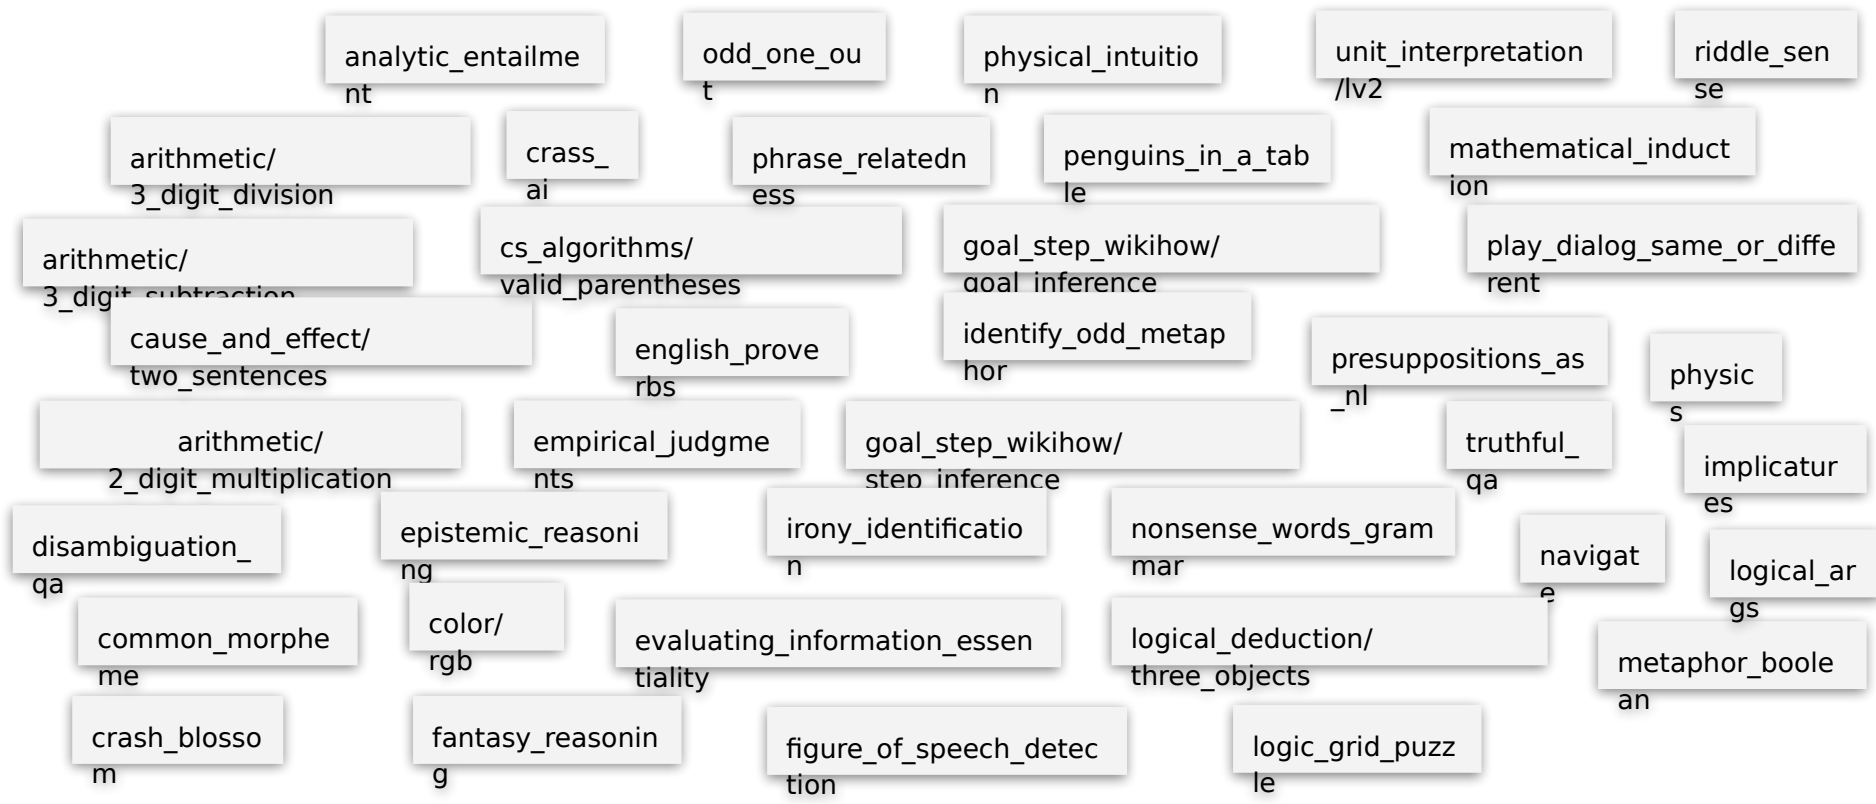 analytic_entailme
nt
odd_one_ou
t
physical_intuitio
n
unit_interpretation
/lv2
riddle_sen
se
arithmetic/
3_digit_division
crass_
ai
phrase_relatedn
ess
penguins_in_a_tab
le
mathematical_induct
ion
arithmetic/
3_digit_subtraction
cs_algorithms/
valid_parentheses
goal_step_wikihow/
goal_inference
play_dialog_same_or_diffe
rent
cause_and_effect/
two_sentences
english_prove
rbs
identify_odd_metap
hor
presuppositions_as
_nl
physic
s
arithmetic/
2_digit_multiplication
empirical_judgme
nts
goal_step_wikihow/
step_inference
truthful_
qa
implicatur
es
disambiguation_
qa
epistemic_reasoni
ng
irony_identificatio
n
nonsense_words_gram
mar
navigat
e
logical_ar
gs
common_morphe
me
color/
rgb
evaluating_information_essen
tiality
logical_deduction/
three_objects
metaphor_boole
an
crash_blosso
m
fantasy_reasonin
g
figure_of_speech_detec
tion
logic_grid_puzz
le